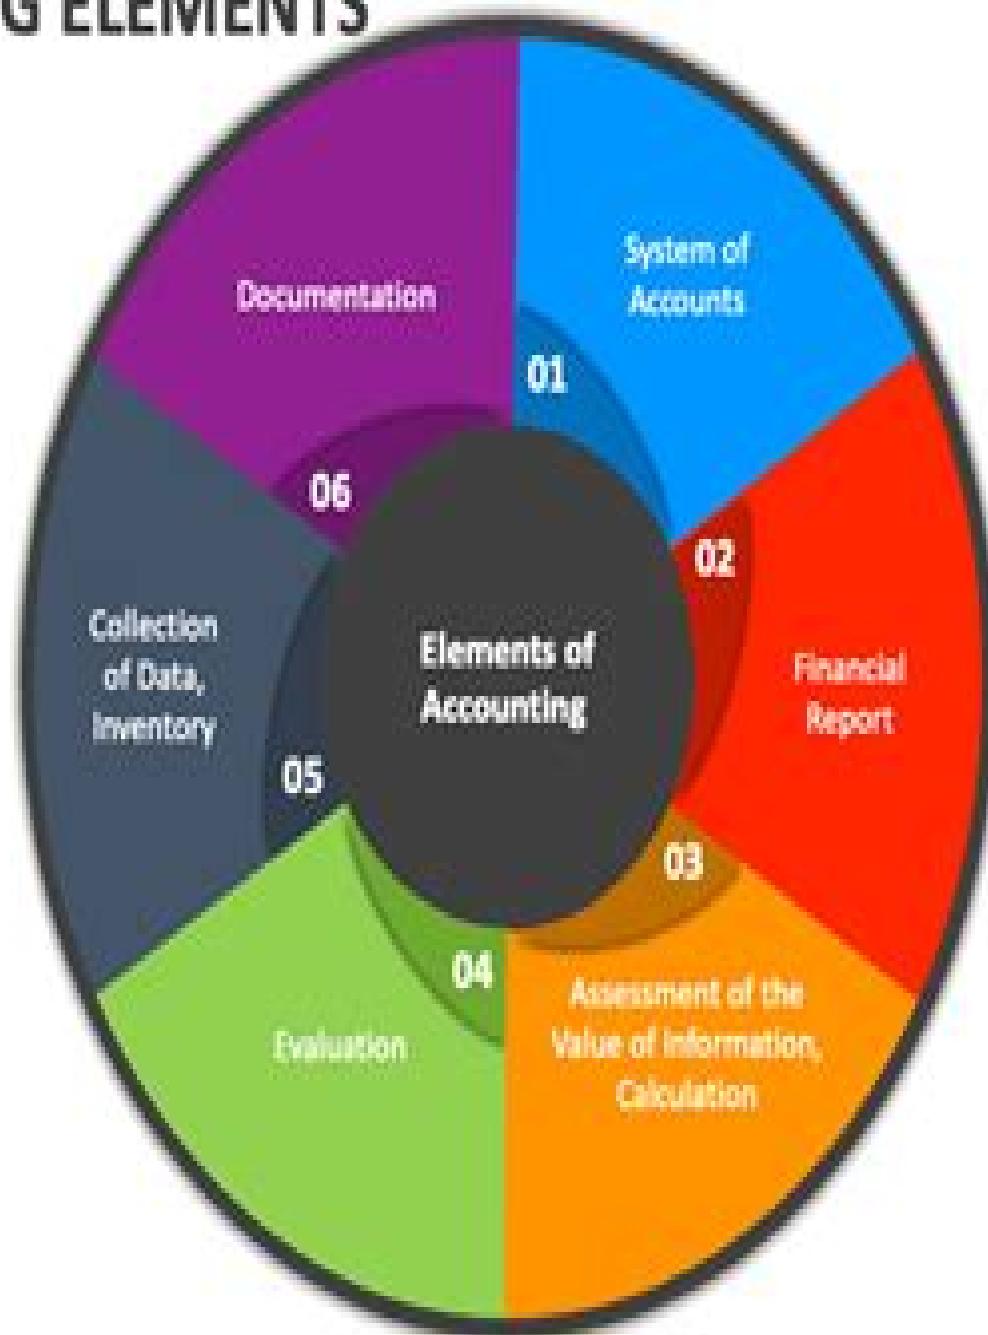 G ELEMENTS
System of
Accounts
01
02
Financial
Report
03
Assessment of the
Value of Information,
Calculation
04
Evaluation
05
Collection
of Data,
Inventory
06
Documentation
Elements of
Accounting